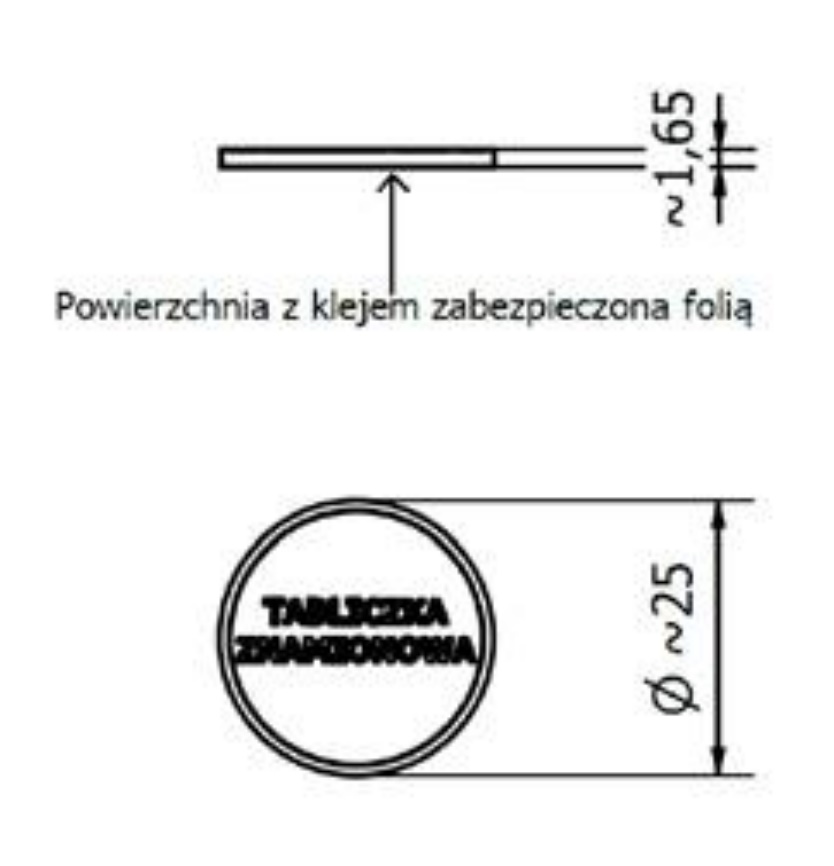 ~1,65
Powierzchnia z klejem zabezpieczona folią
TABLICZKA
ZNAMIONOWA
Ø ~25